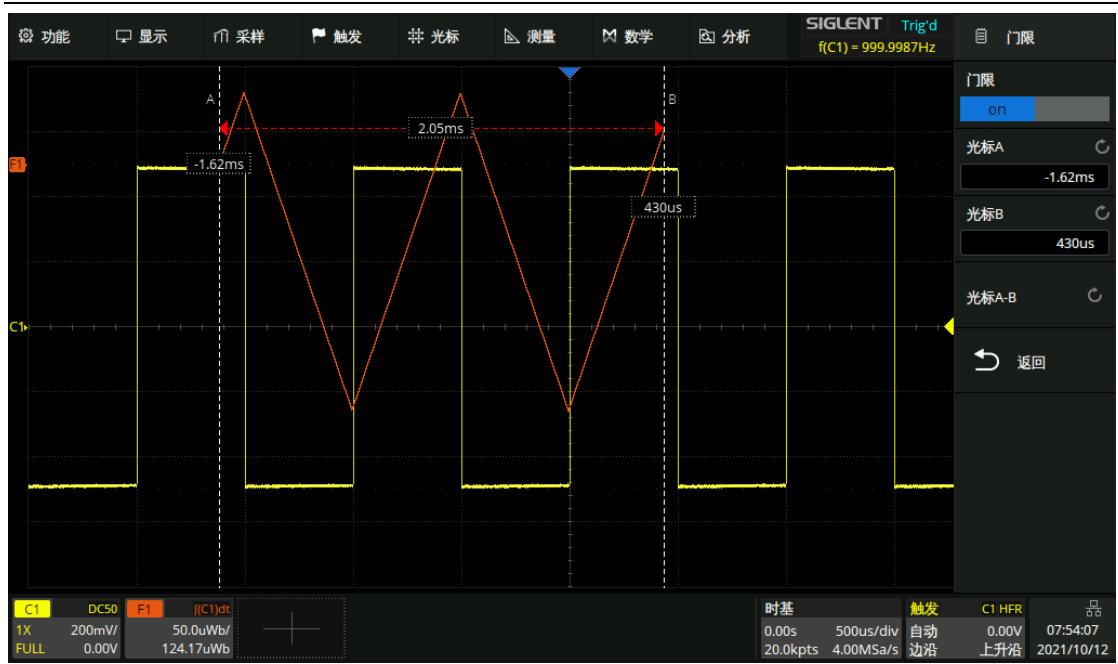 功能 显示 采样 触发 光标 测量 数学 分析 SIGLENT Trig'd
f(C1) = 999.9987Hz
门限
门限
on
光标A
-1.62ms
光标B
430us
光标A-B
返回
A
B
2.05ms
-1.62ms
430us
F1
C1
C1 DC50
1X 200mV/
FULL 0.00V
F1 ∫(C1)dt
50.0uWb/
124.17uWb
时基
0.00s 500us/div
20.0kpts 4.00MSa/s
触发 C1 HFR
自动 0.00V
边沿 上升沿
07:54:07
2021/10/12